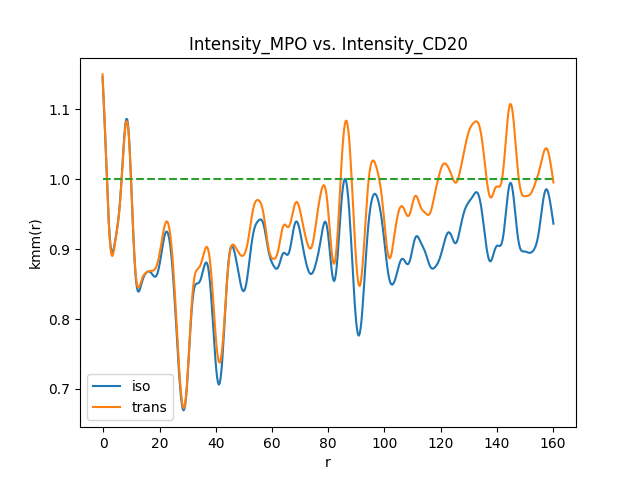 Intensity_MPO vs. Intensity_CD20
kmm(r)
1.1
1.0
0.9
0.8
0.7
iso
trans
0 20 40 60 80 100 120 140 160
r